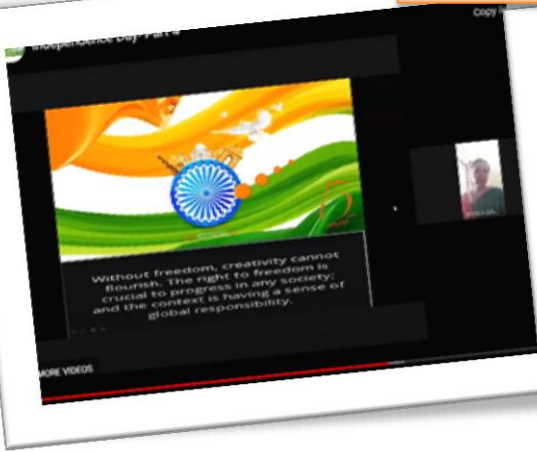 Copy
Independence Day- Part 4
Without freedom, creativity cannot
flourish. The right to freedom is
crucial to progress in any society;
and the context is having a sense of
global responsibility.
MORE VIDEOS